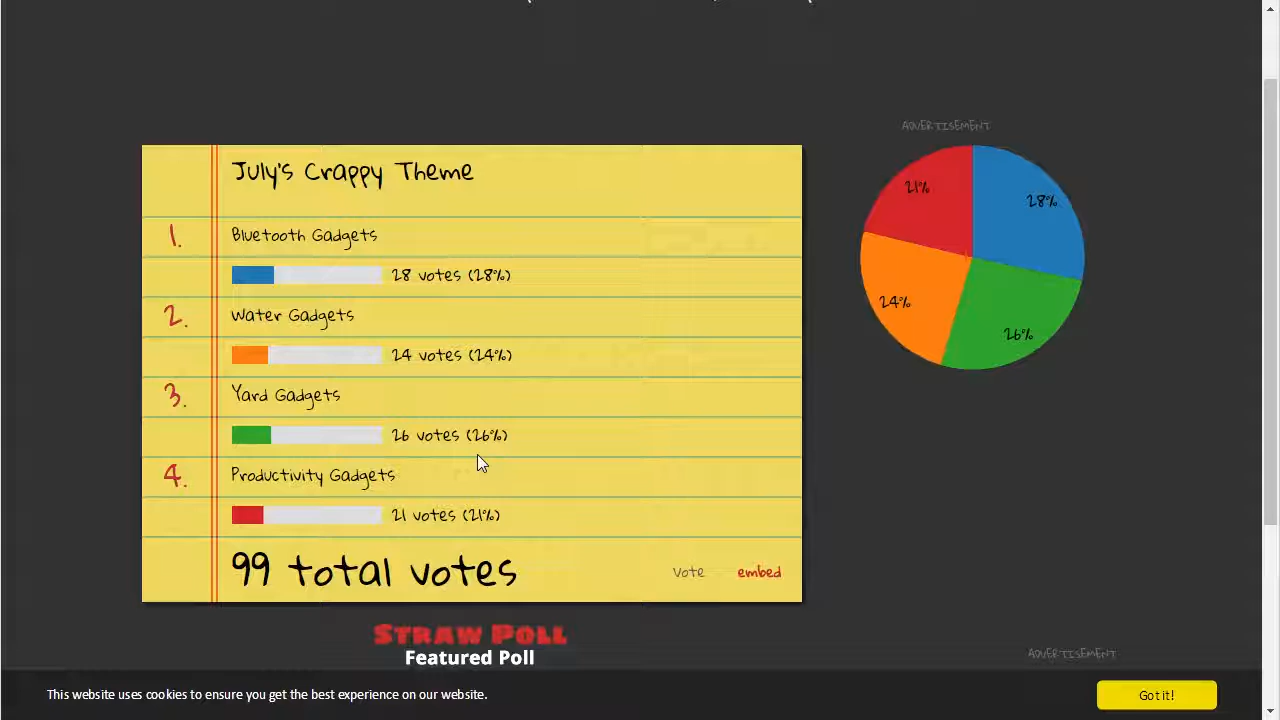 ADVERTISEMENT
July's Crappy Theme
1. Bluetooth Gadgets
28 votes (28%)
2. Water Gadgets
24 votes (24%)
3. Yard Gadgets
26 votes (26%)
4. Productivity Gadgets
21 votes (21%)
99 total votes
Vote embed
21%
28%
24%
26%
STRAW POLL
Featured Poll
ADVERTISEMENT
This website uses cookies to ensure you get the best experience on our website.
Got it!